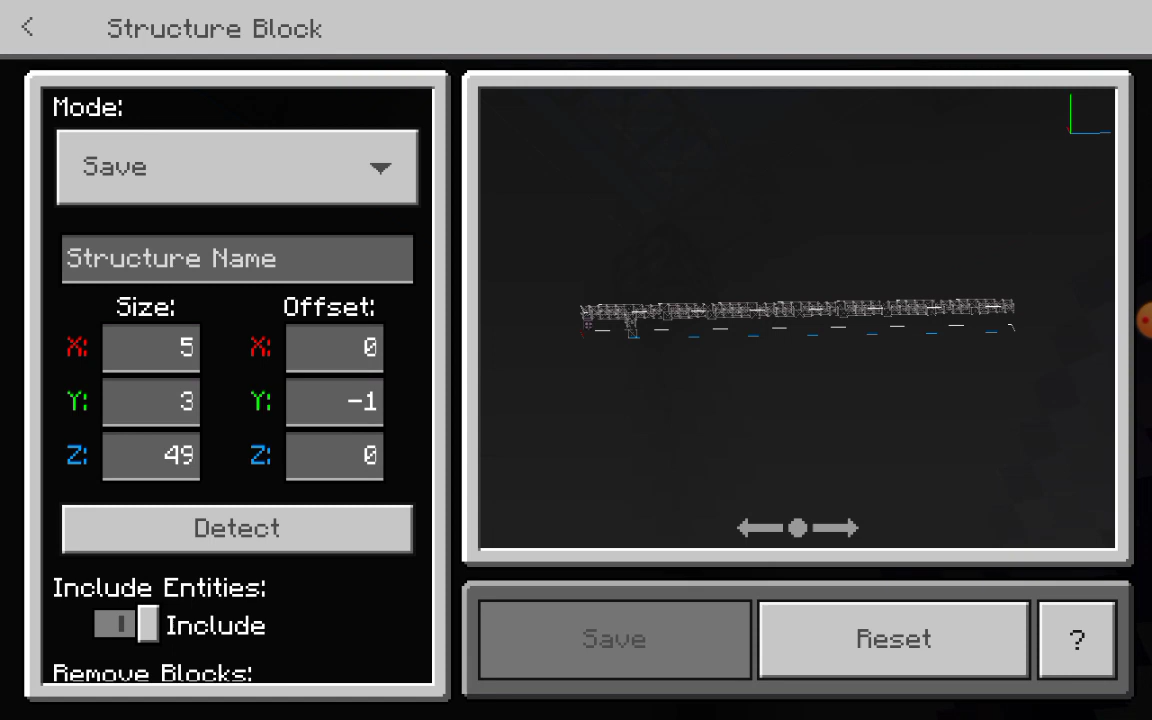 Structure Block
Mode:
Save
Structure Name
Size: Offset:
X: 5 X: 0
Y: 3 Y: -1
Z: 49 Z: 0
Detect
Include Entities:
Include
Remove Blocks:
Save Reset ?